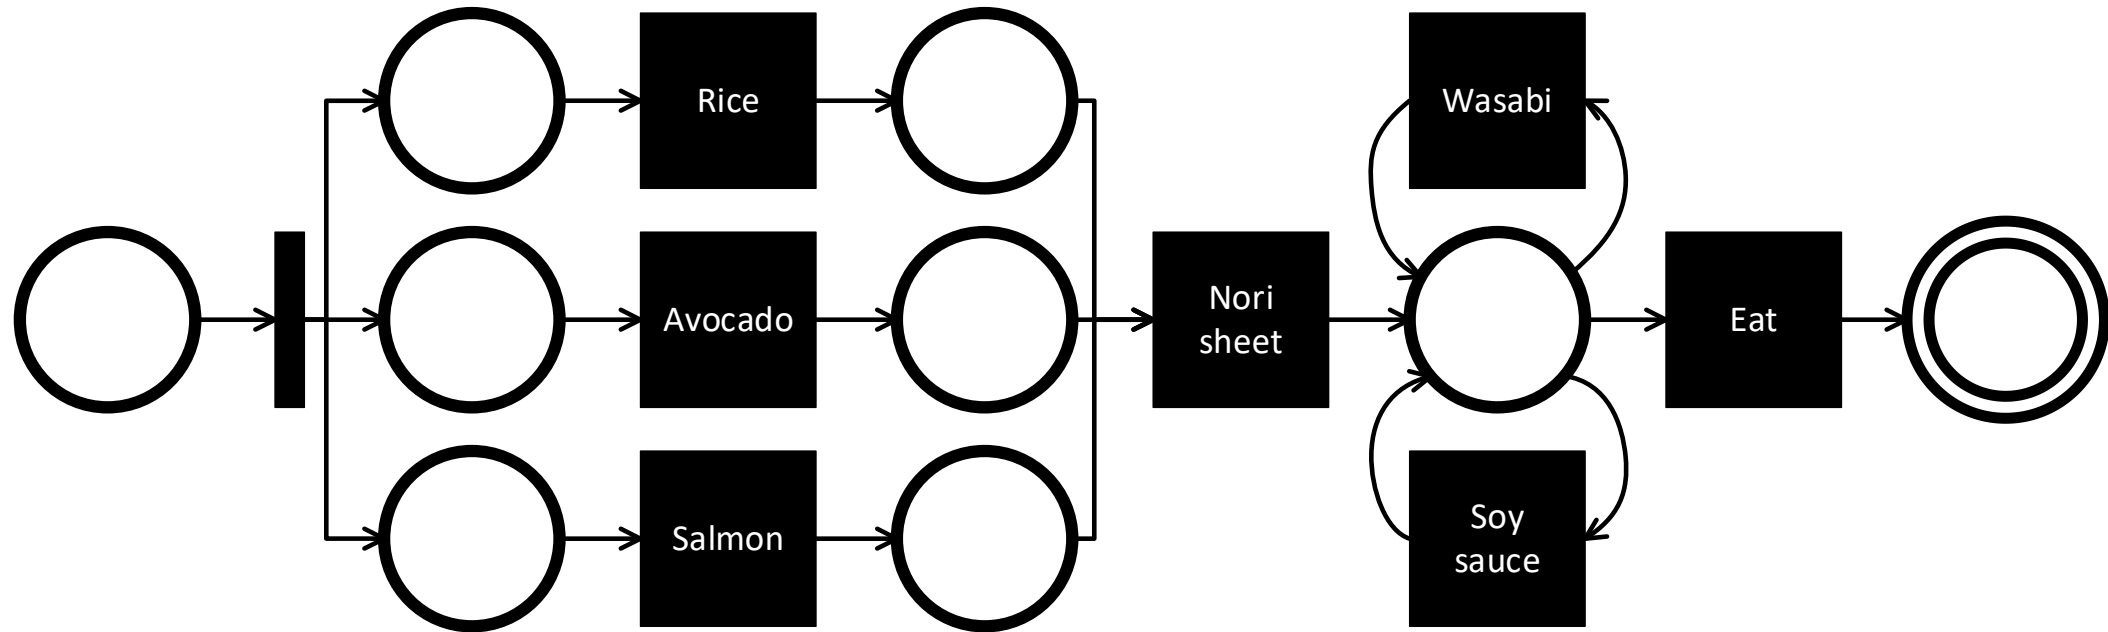 Rice
Wasabi
Avocado
Nori
sheet
Eat
Salmon
Soy
sauce